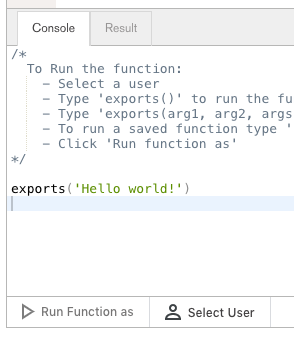 Console
Result
/*
To Run the function:
- Select a user
- Type 'exports()' to run the fu
- Type 'exports(arg1, arg2, args
- To run a saved function type '
- Click 'Run function as'
*/
exports('Hello world!')
Run Function as
Select User